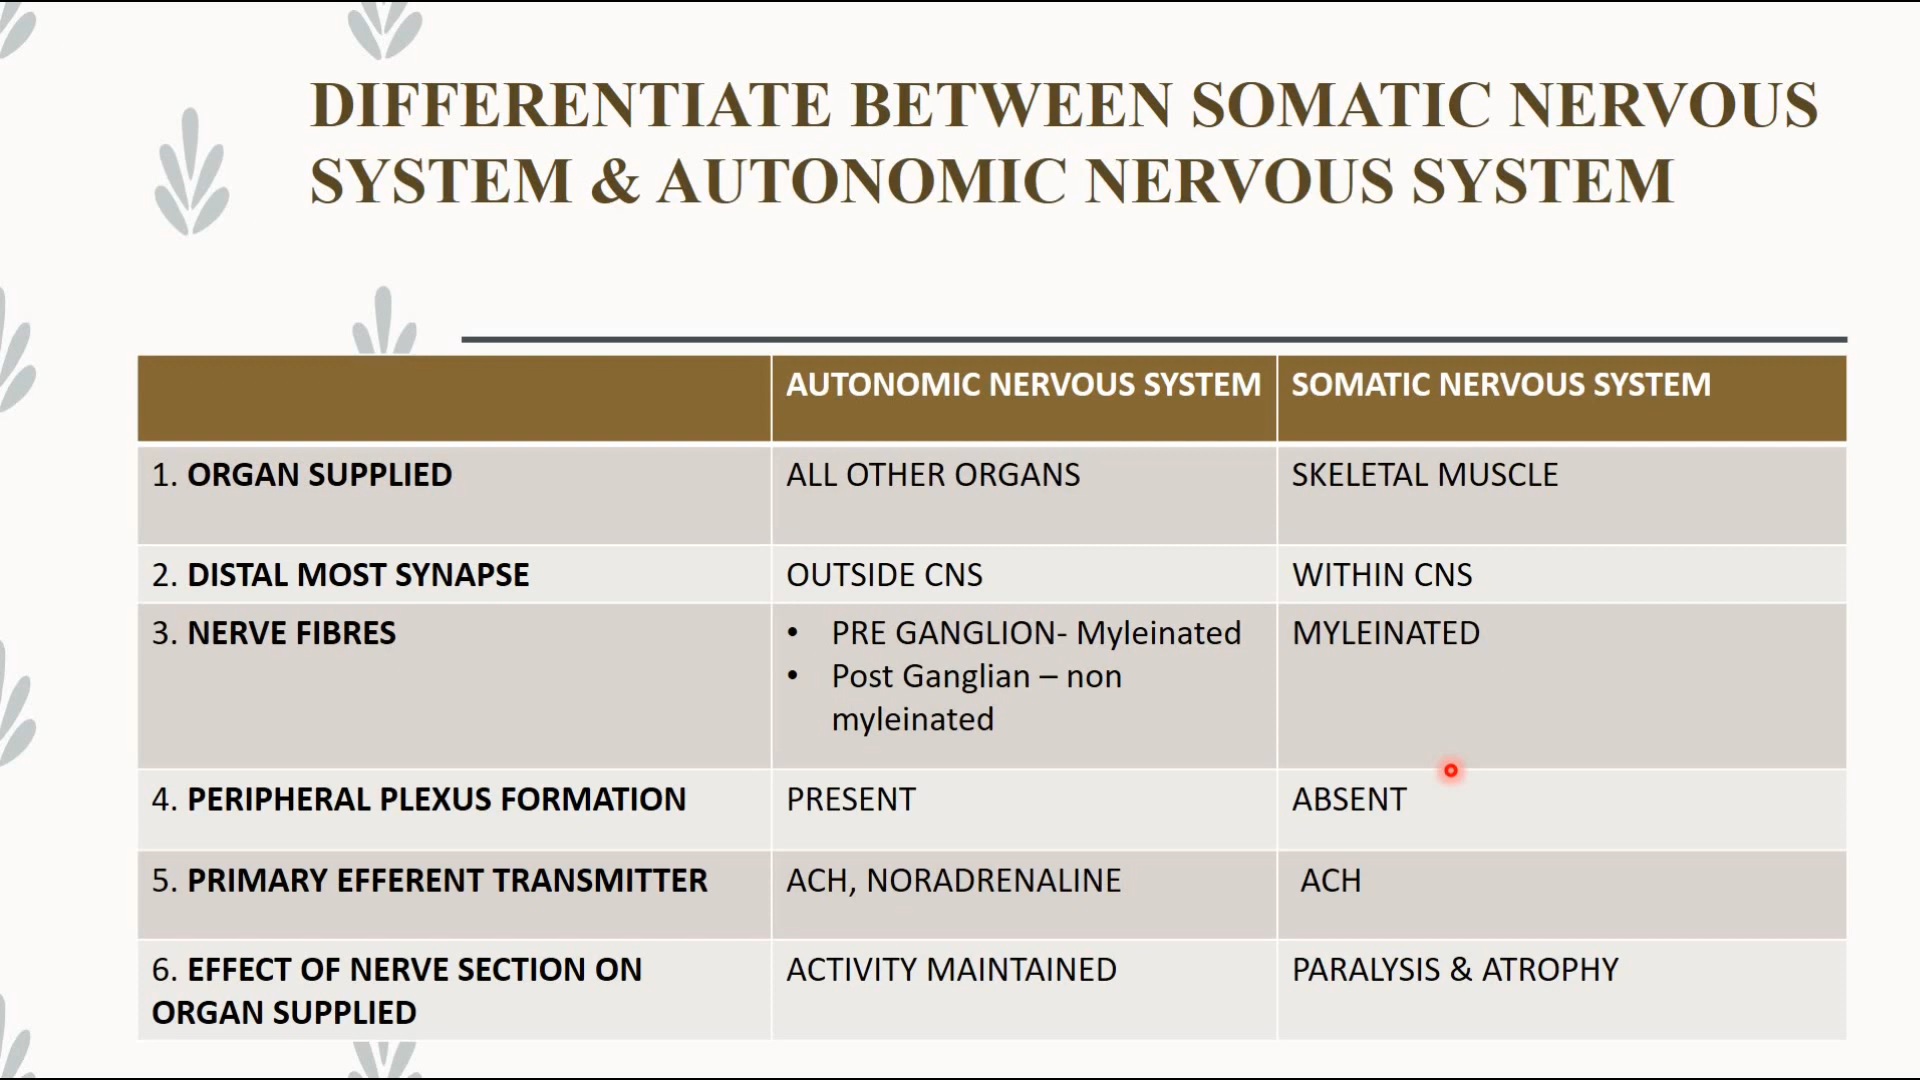 DIFFERENTIATE BETWEEN SOMATIC NERVOUS
SYSTEM & AUTONOMIC NERVOUS SYSTEM
AUTONOMIC NERVOUS SYSTEM
SOMATIC NERVOUS SYSTEM
1. ORGAN SUPPLIED
ALL OTHER ORGANS
SKELETAL MUSCLE
2. DISTAL MOST SYNAPSE
OUTSIDE CNS
WITHIN CNS
3. NERVE FIBRES
• PRE GANGLION- Myleinated
• Post Ganglian – non
myleinated
MYLEINATED
4. PERIPHERAL PLEXUS FORMATION
PRESENT
ABSENT
5. PRIMARY EFFERENT TRANSMITTER
ACH, NORADRENALINE
ACH
6. EFFECT OF NERVE SECTION ON
ORGAN SUPPLIED
ACTIVITY MAINTAINED
PARALYSIS & ATROPHY